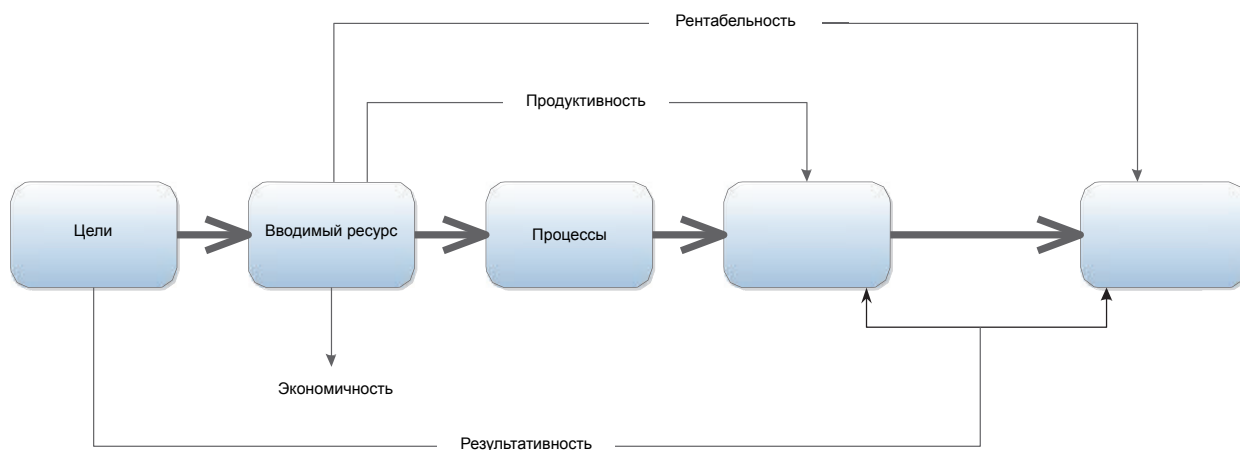 Рентабельность
Продуктивность
Цели
Вводимый ресурс
Процессы
Экономичность
Результативность